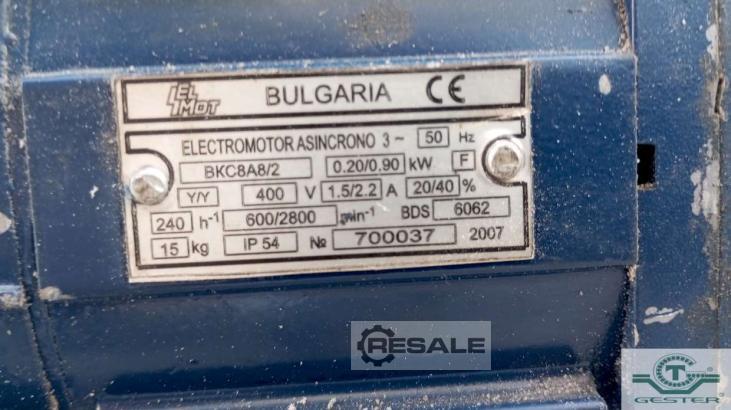 EL MOT BULGARIA CE
ELECTROMOTOR ASINCRONO 3~ 50 Hz
BKC8A8/2 0.20/0.90 kW F
Y/Y 400 V 1.5/2.2 A 20/40 %
240 h-1 600/2800 min-1 BDS 6062
15 kg IP 54 № 700037 2007
RESALE
GESTER